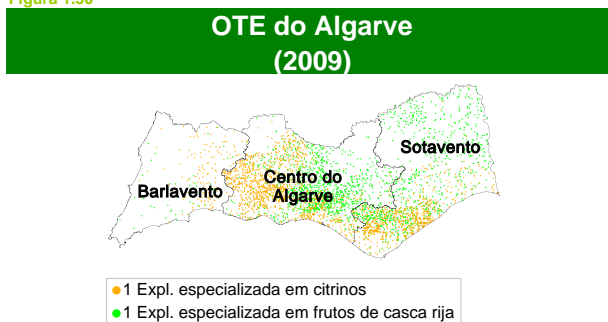 Figura 1.30
OTE do Algarve
(2009)
Sotavento
Centro do
Algarve
Barlavento
1 Expl. especializada em citrinos
1 Expl. especializada em frutos de casca rija